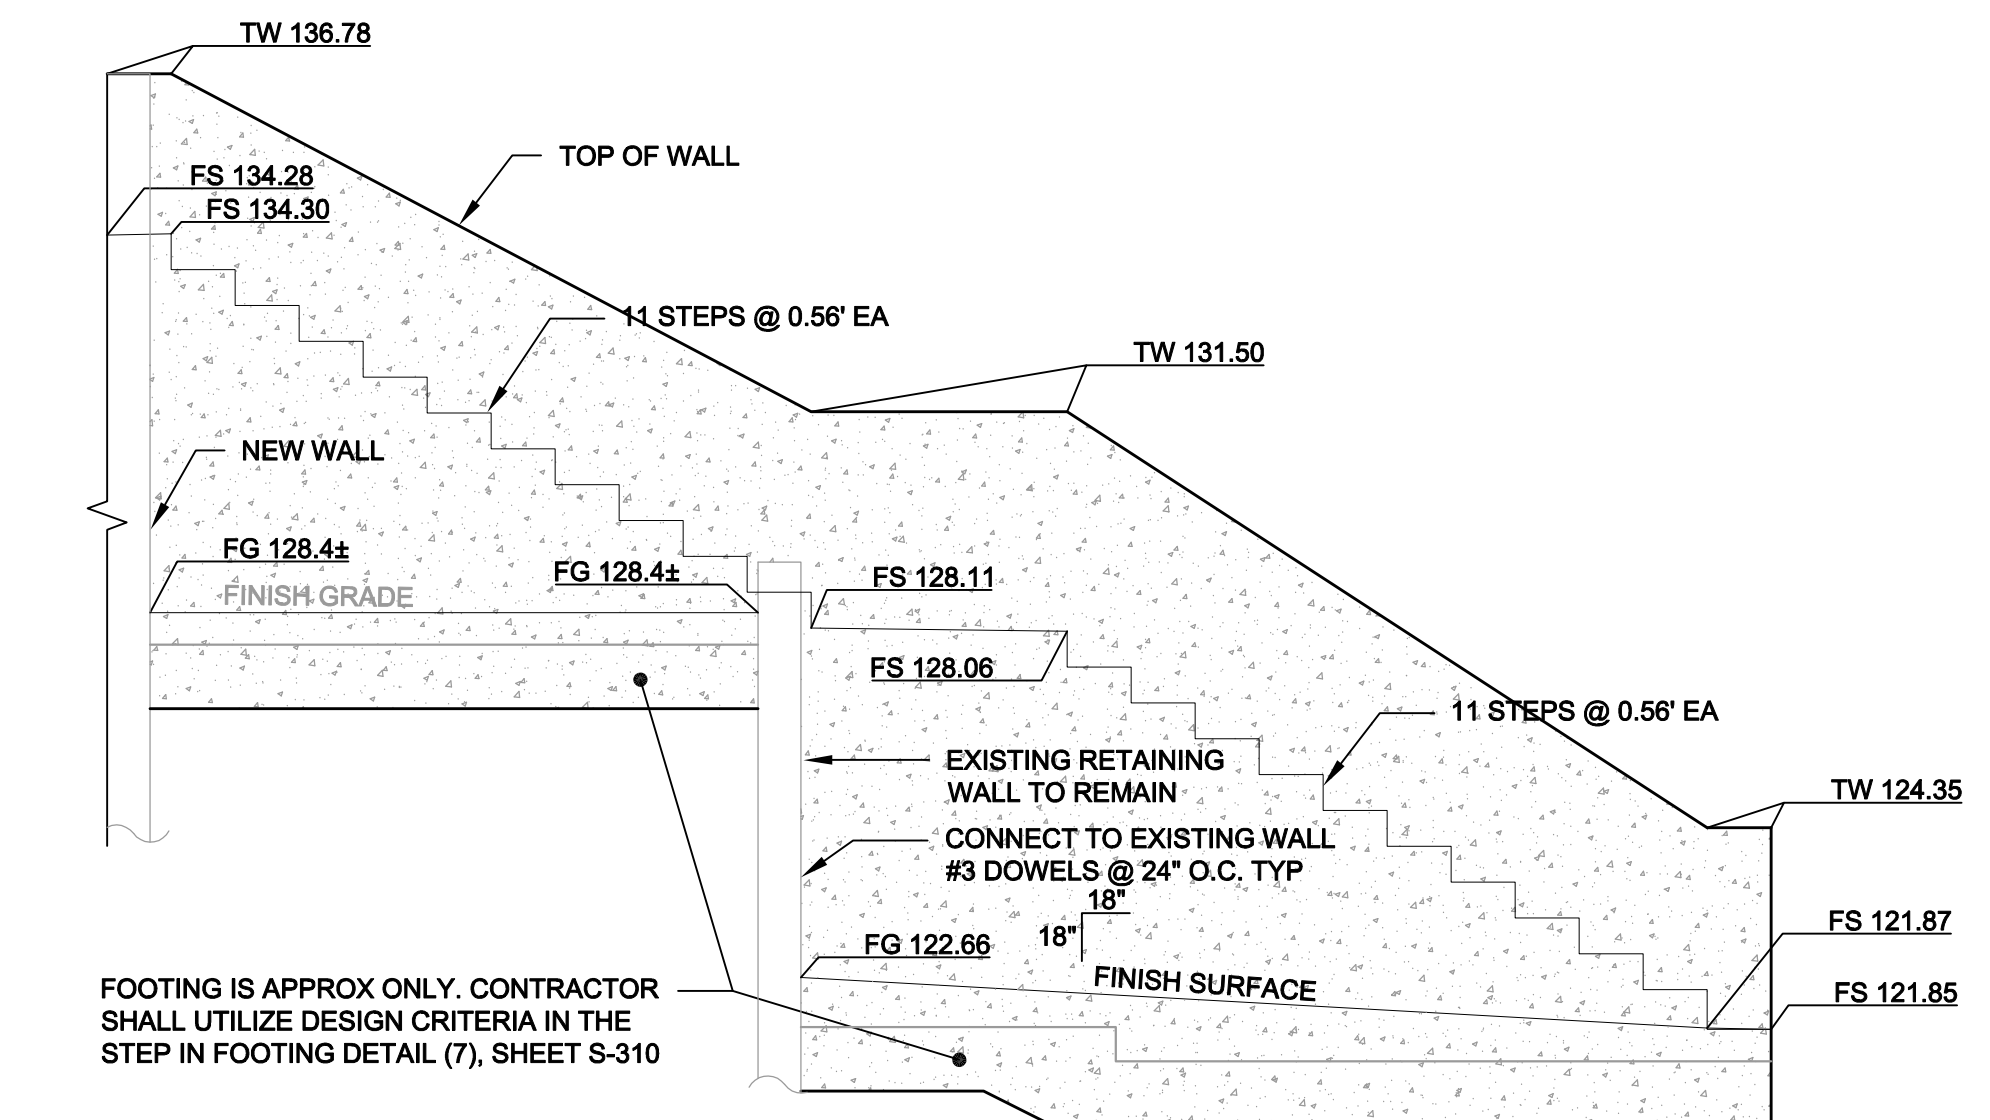 TW 136.78
TOP OF WALL
FS 134.28
FS 134.30
11 STEPS @ 0.56' EA
TW 131.50
NEW WALL
FG 128.4±
FINISH GRADE
FG 128.4±
FS 128.11
FS 128.06
11 STEPS @ 0.56' EA
EXISTING RETAINING
WALL TO REMAIN
TW 124.35
CONNECT TO EXISTING WALL
#3 DOWELS @ 24" O.C. TYP
18"
18"
FG 122.66
FINISH SURFACE
FS 121.87
FS 121.85
FOOTING IS APPROX ONLY. CONTRACTOR
SHALL UTILIZE DESIGN CRITERIA IN THE
STEP IN FOOTING DETAIL (7), SHEET S-310